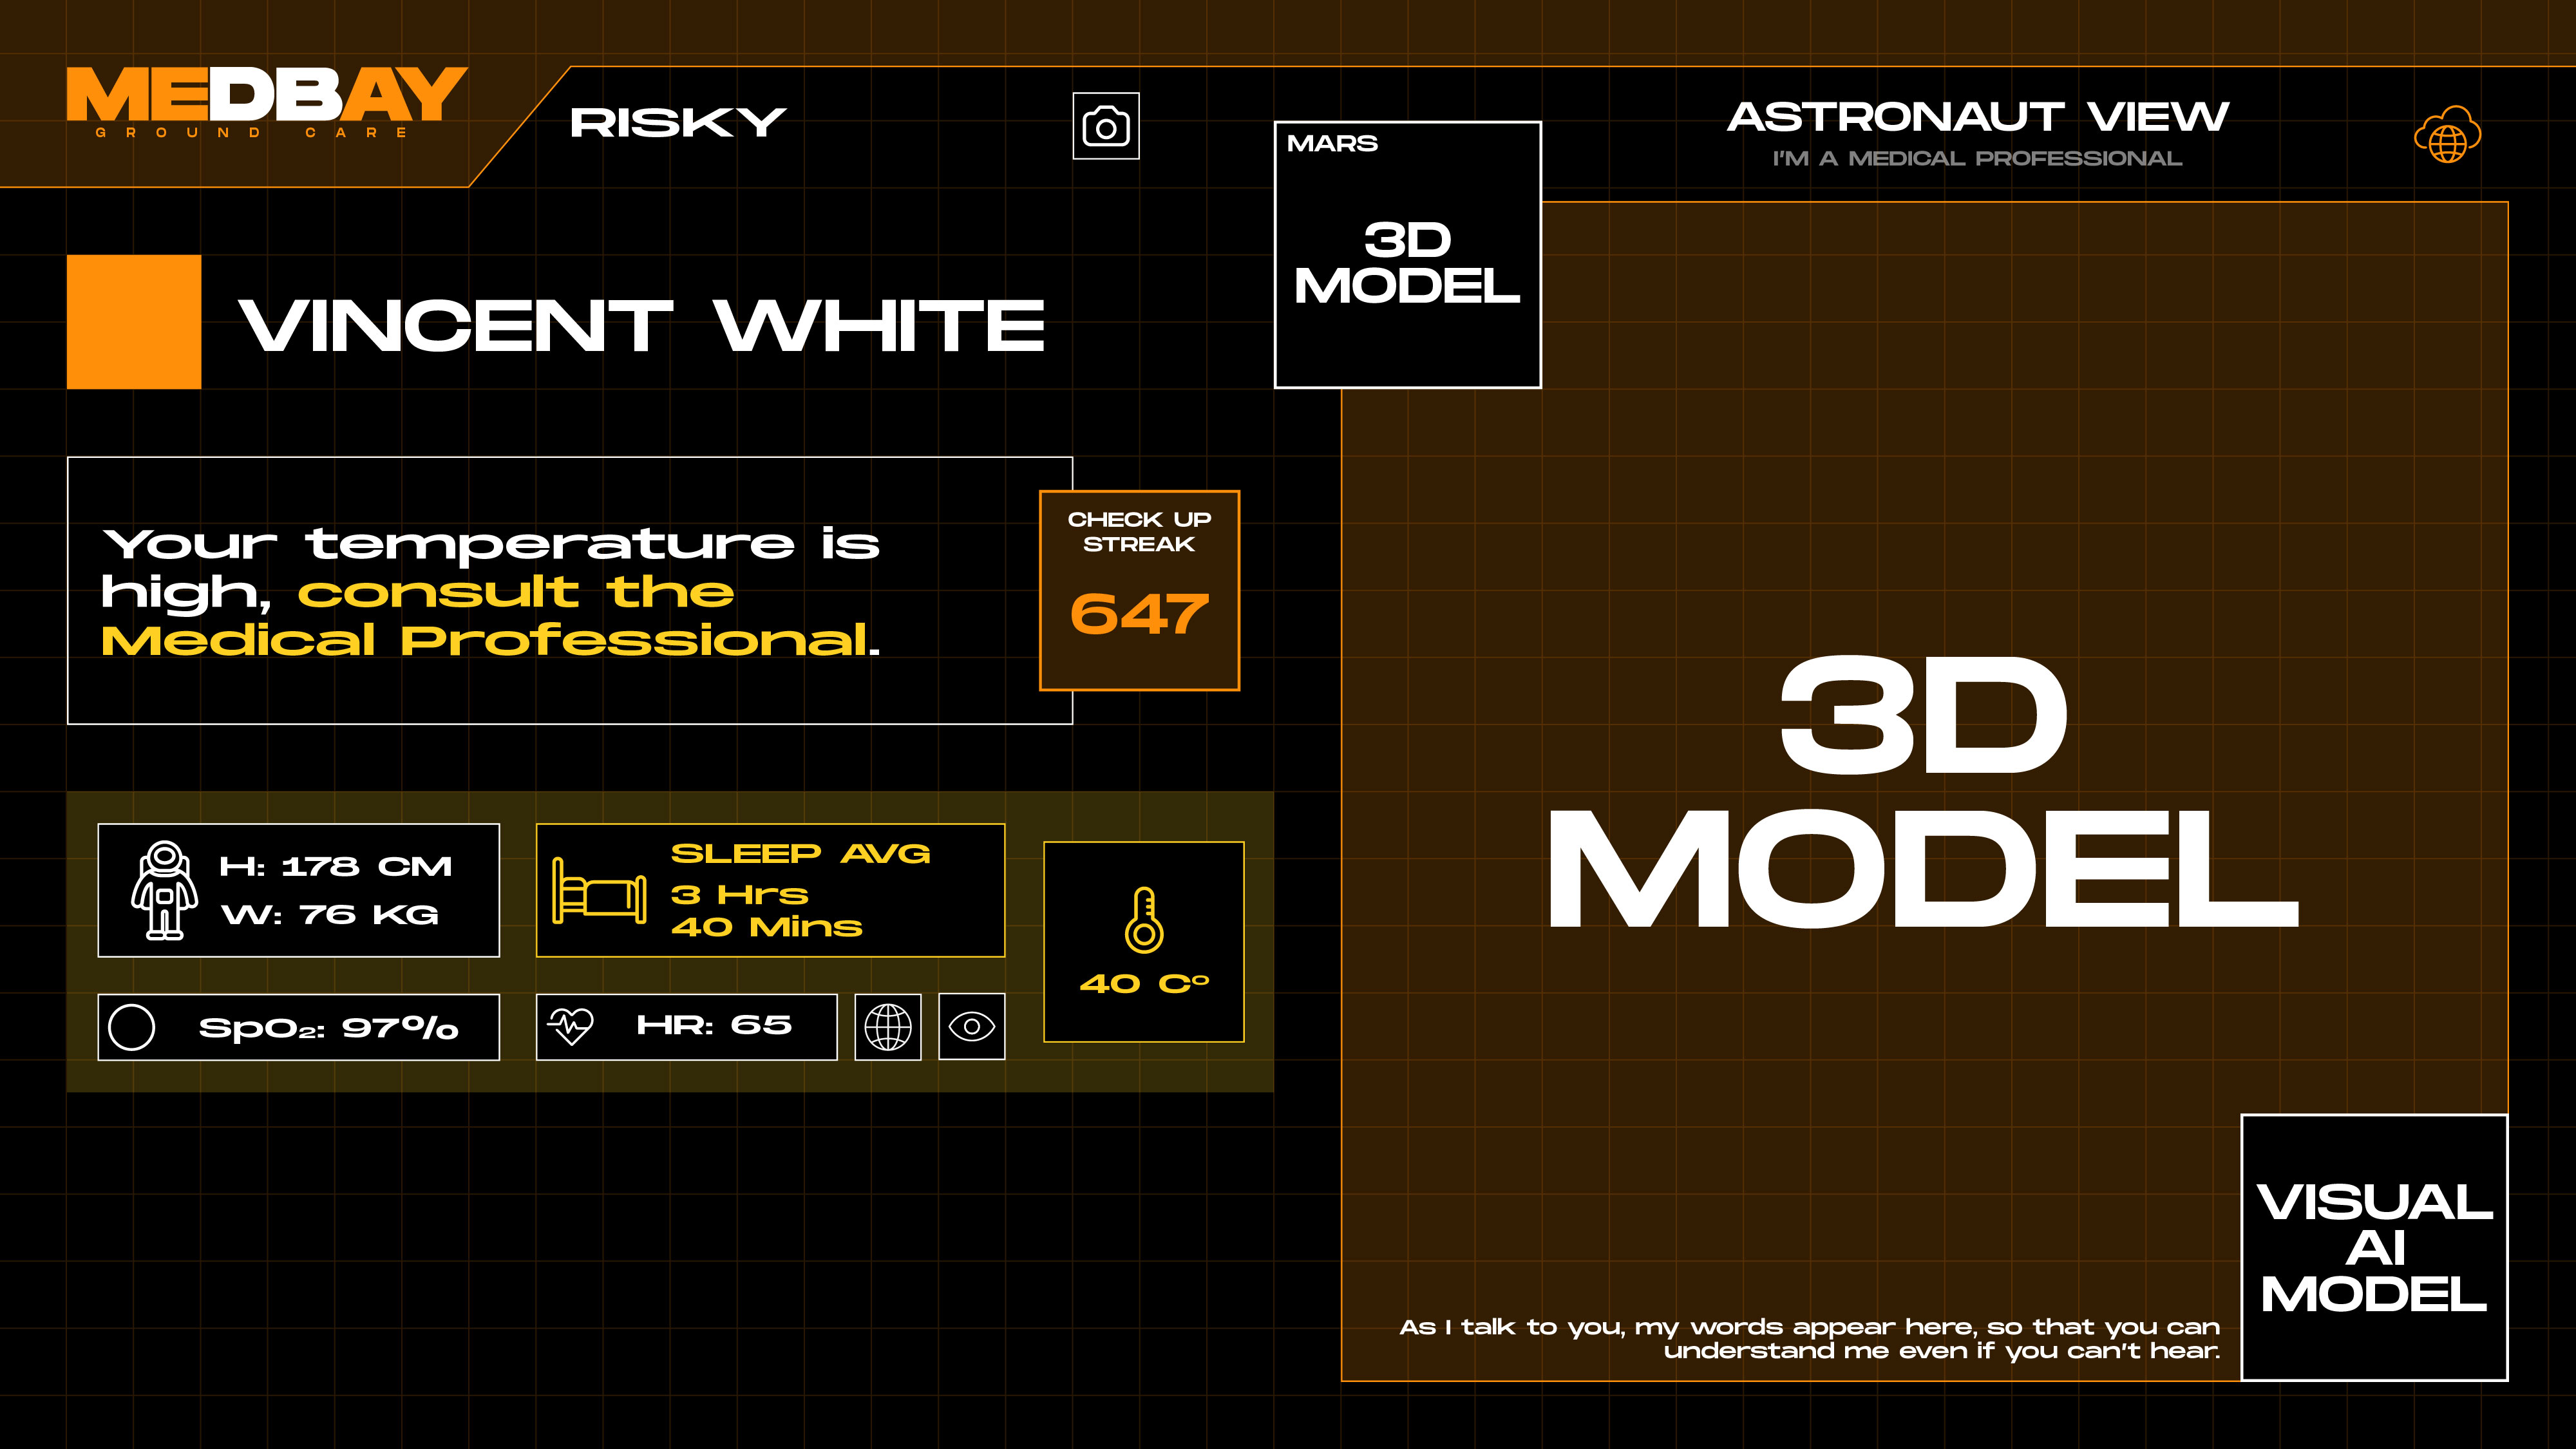 MEDBAY
GROUND CARE
RISKY
ASTRONAUT VIEW
I'M A MEDICAL PROFESSIONAL
MARS
3D
MODEL
VINCENT WHITE
Your temperature is
high, consult the
Medical Professional.
CHECK UP
STREAK
647
3D
MODEL
H: 178 CM
W: 76 KG
SLEEP AVG
3 Hrs
40 Mins
40 Cº
SpO₂: 97%
HR: 65
VISUAL
AI
MODEL
As I talk to you, my words appear here, so that you can
understand me even if you can't hear.